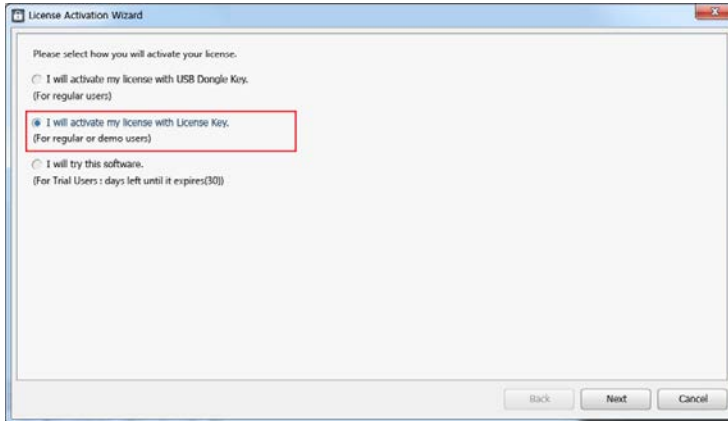 License Activation Wizard
Please select how you will activate your license.
I will activate my license with USB Dongle Key.
(For regular users)
I will activate my license with License Key.
(For regular or demo users)
I will try this software.
(For Trial Users : days left until it expires(30))
Back Next Cancel